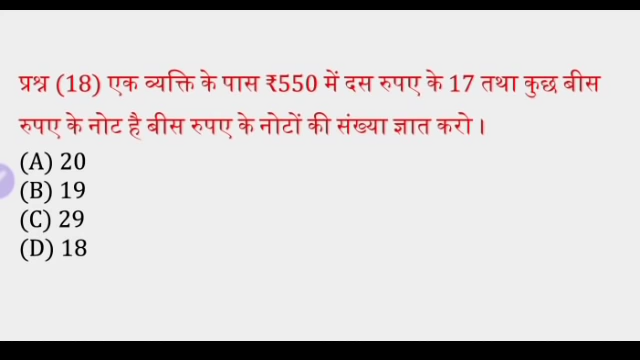 प्रश्न (18) एक व्यक्ति के पास ₹550 में दस रुपए के 17 तथा कुछ बीस
रुपए के नोट है बीस रुपए के नोटों की संख्या ज्ञात करो ।
(A) 20
(B) 19
(C) 29
(D) 18